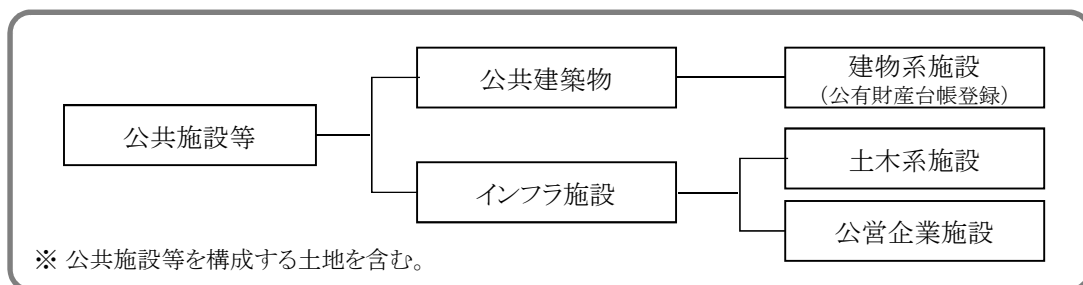 公共施設等
公共建築物
インフラ施設
建物系施設
（公有財産台帳登録）
土木系施設
公営企業施設
※ 公共施設等を構成する土地を含む。